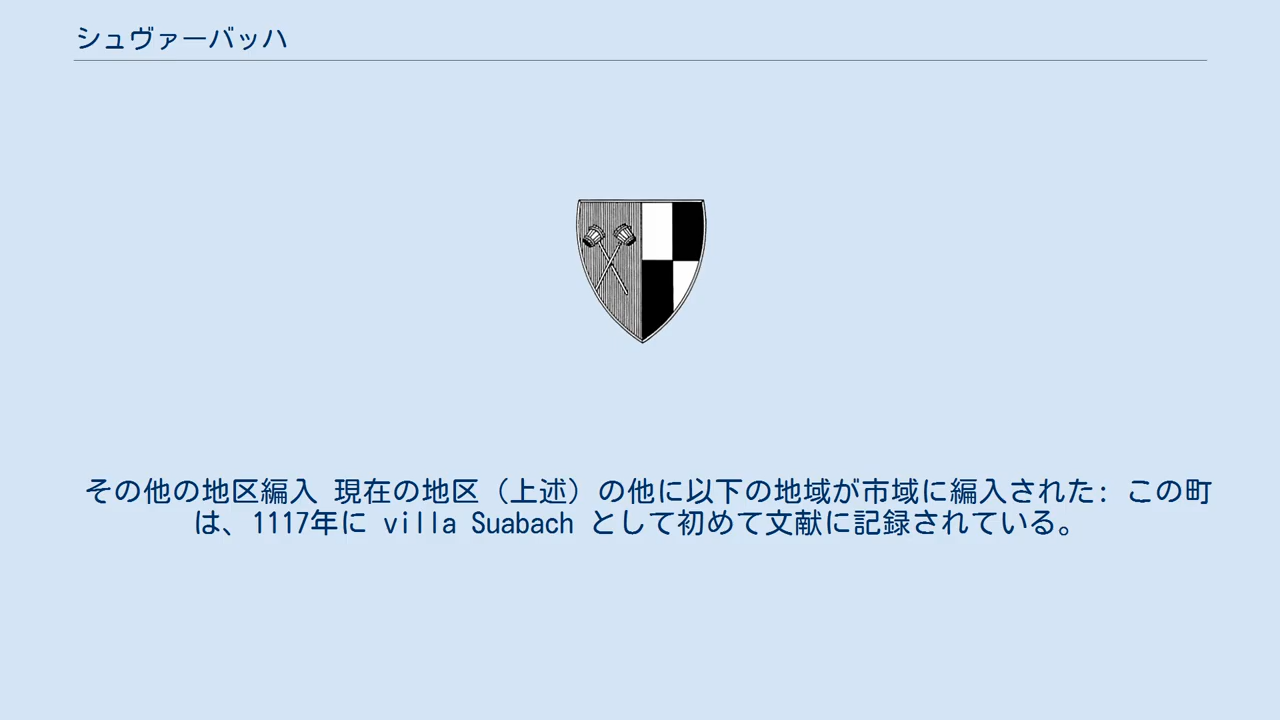 シュヴァーバッハ
その他の地区編入 現在の地区（上述）の他に以下の地域が市域に編入された: この町
は、1117年に villa Suabach として初めて文献に記録されている。